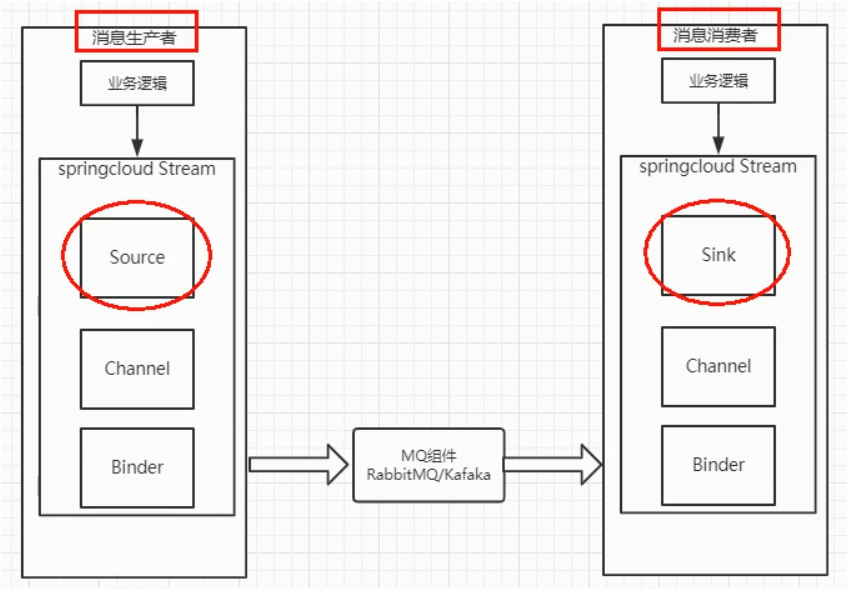 消息生产者
业务逻辑
springcloud Stream
Source
Channel
Binder
MQ组件
RabbitMQ/Kafaka
消息消费者
业务逻辑
springcloud Stream
Sink
Channel
Binder